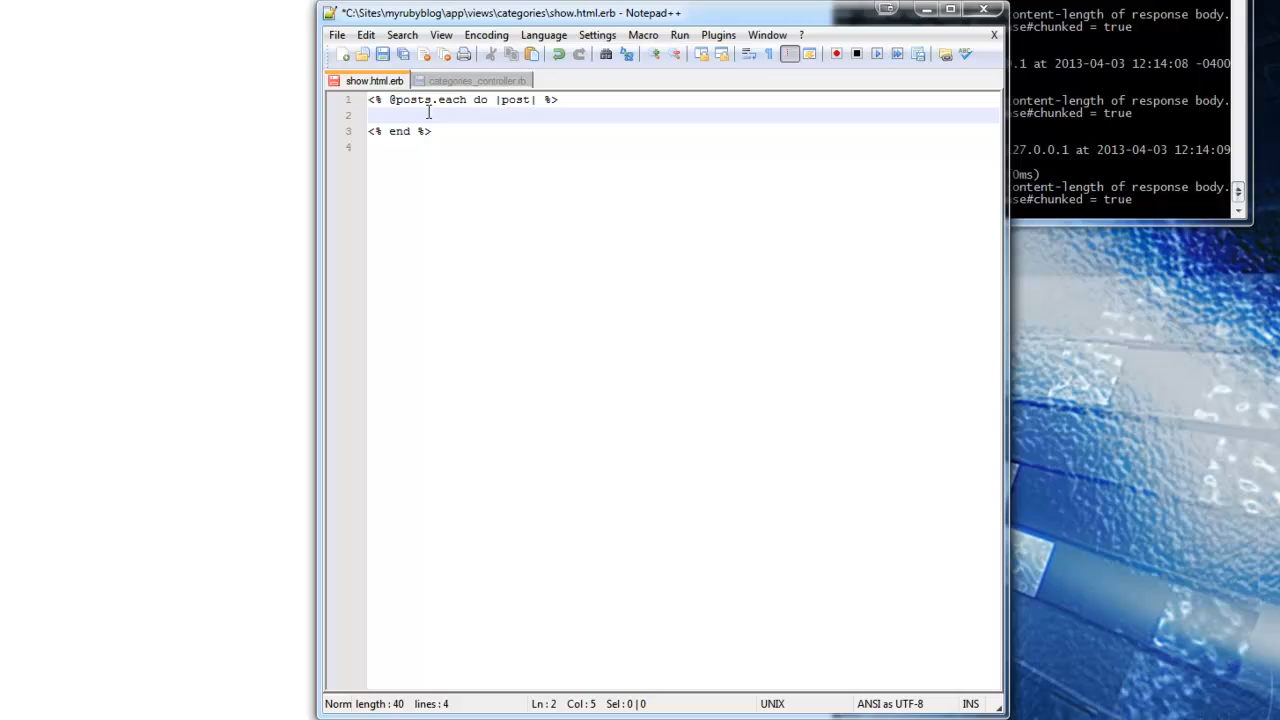 *C:\Sites\myrubyblog\app\views\categories\show.html.erb - Notepad++
File Edit Search View Encoding Language Settings Macro Run Plugins Window ? X
show.html.erb categories_controller.rb
1 <% @posts.each do |post| %>
2
3 <% end %>
4
Norm length : 40 lines : 4 Ln : 2 Col : 5 Sel : 0 | 0 UNIX ANSI as UTF-8 INS
ontent-length of response body.
se#chunked = true
.1 at 2013-04-03 12:14:08 -0400
ontent-length of response body.
se#chunked = true
27.0.0.1 at 2013-04-03 12:14:09
0ms)
ontent-length of response body.
se#chunked = true